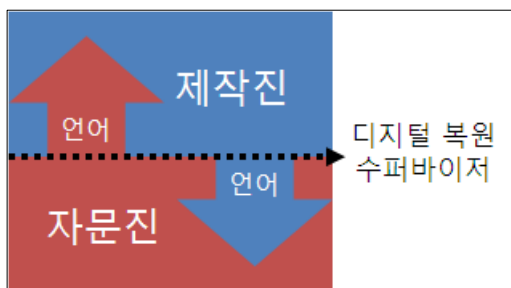 제작진
언어
디지털 복원
수퍼바이저
언어
자문진